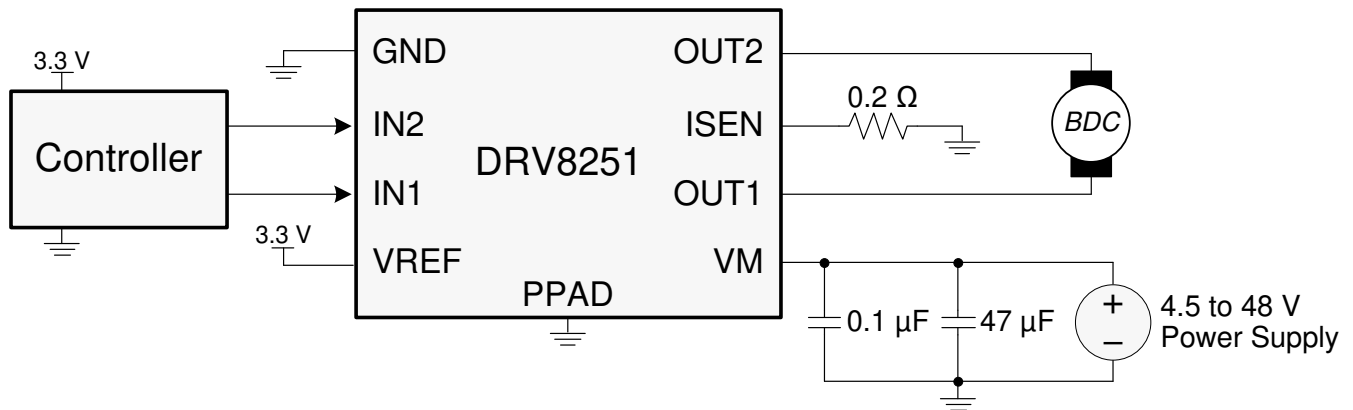 3.3 V
Controller
3.3 V
GND
IN2
IN1
VREF
DRV8251
PPAD
OUT2
ISEN
OUT1
VM
0.2 Ω
BDC
0.1 µF
47 µF
+
–
4.5 to 48 V
Power Supply